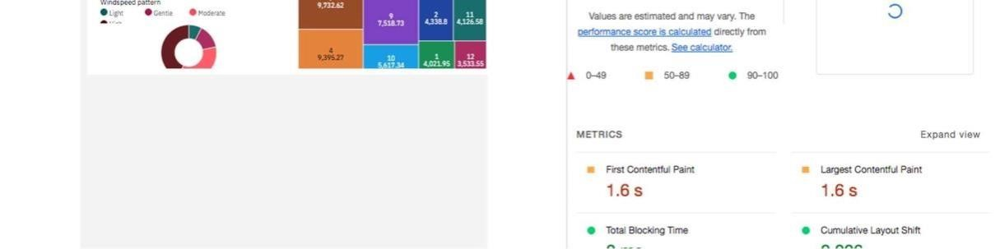 Windspeed pattern
Light Gentle Moderate
9,732.62
9
7,518.73
2
4,338.8
11
4,126.58
4
9,395.27
10
5,617.34
1
4,021.95
12
3,533.55
Values are estimated and may vary. The
performance score is calculated directly from
these metrics. See calculator.
0–49 50–89 90–100
METRICS Expand view
First Contentful Paint
1.6 s
Largest Contentful Paint
1.6 s
Total Blocking Time
Cumulative Layout Shift